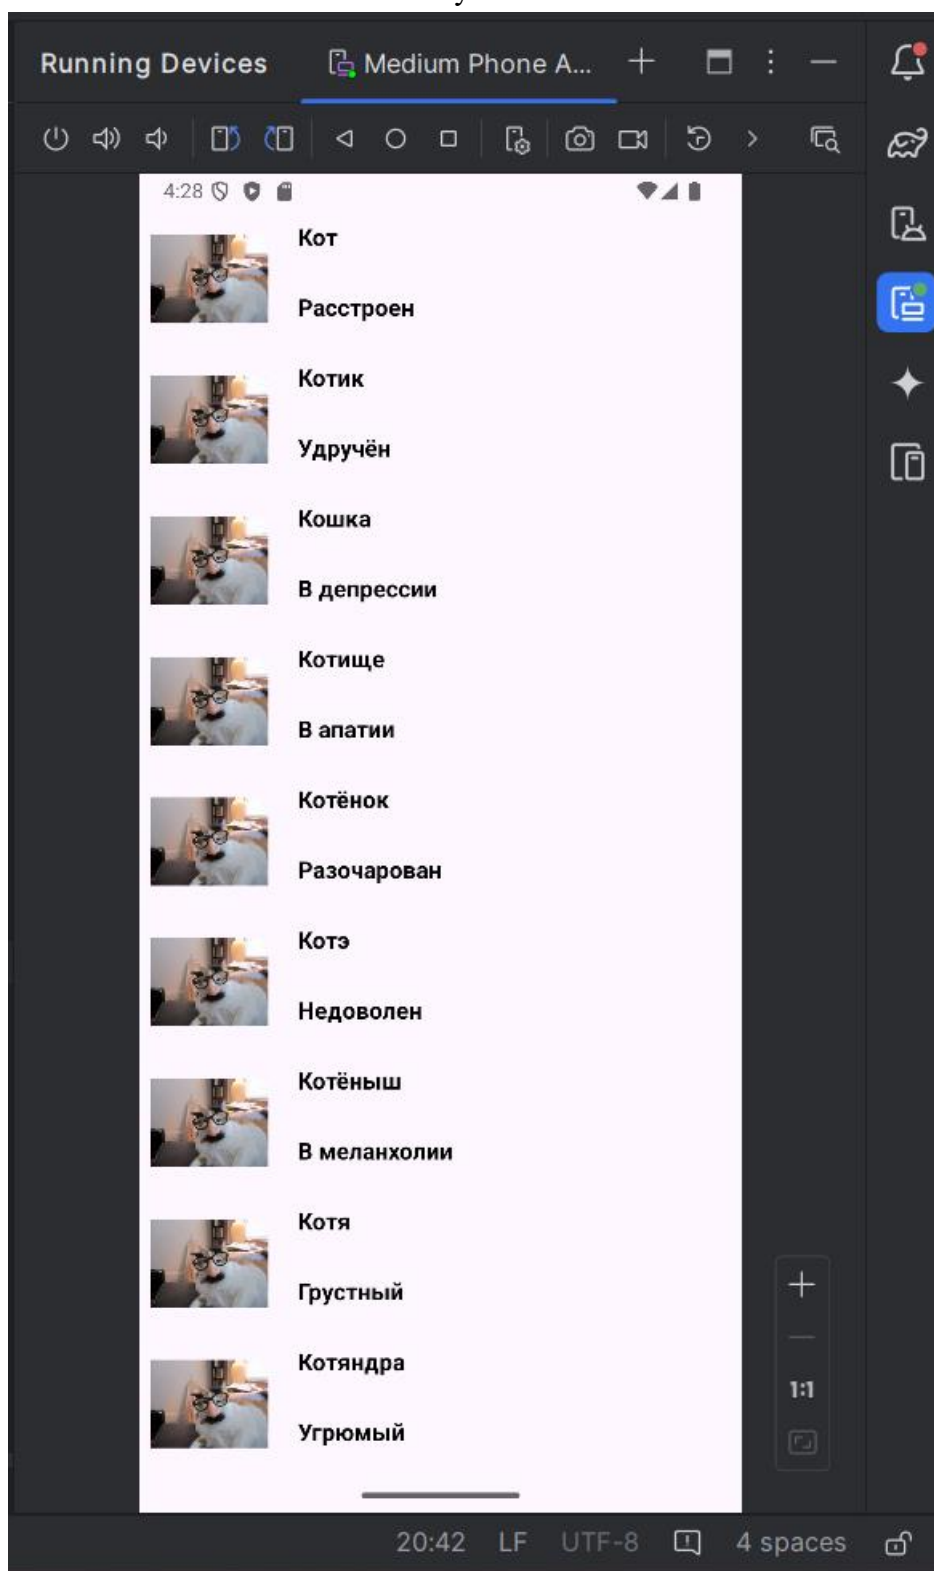 Running Devices
Medium Phone A...
4:28
Кот
Расстроен
Котик
Удручён
Кошка
В депрессии
Котище
В апатии
Котёнок
Разочарован
Котэ
Недоволен
Котёныш
В меланхолии
Котя
Грустный
Котяндра
Угрюмый
1:1
20:42 LF UTF-8 4 spaces